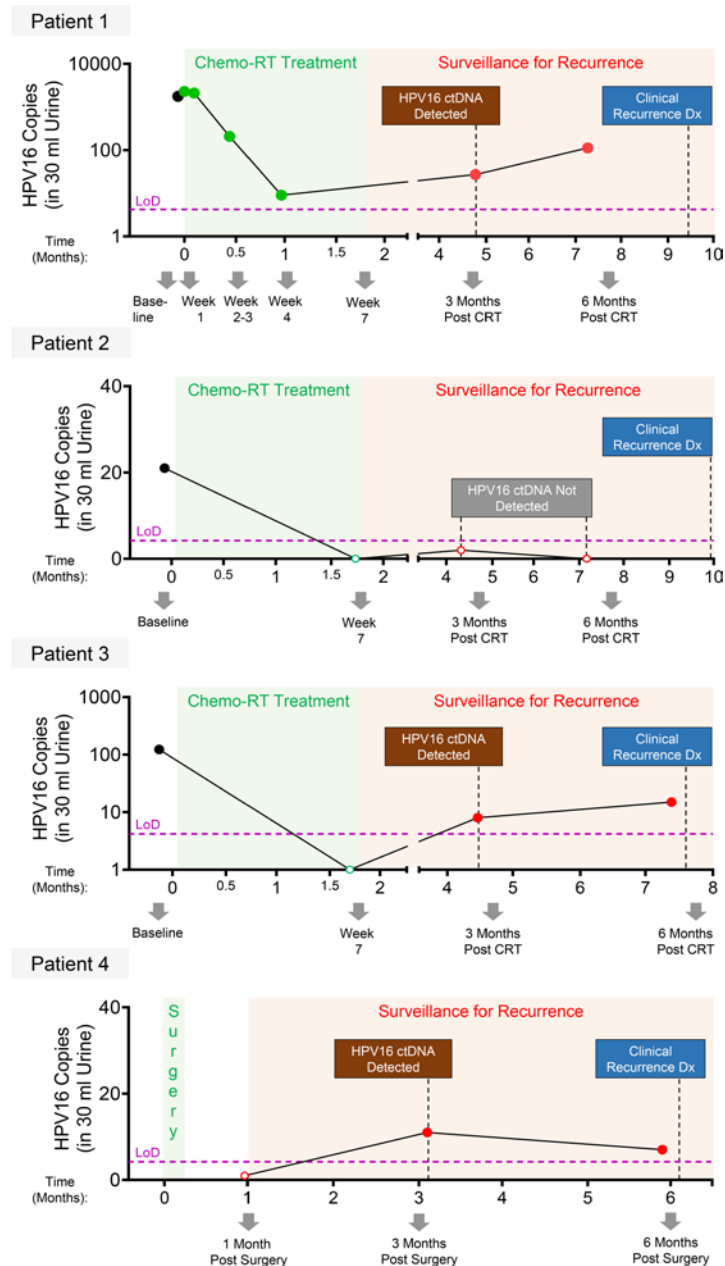 Patient 1
Chemo-RT Treatment
Surveillance for Recurrence
HPV16 Copies
(in 30 ml Urine)
10000
100
1
HPV16 ctDNA
Detected
Clinical
Recurrence Dx
LoD
Time
(Months):
0 0.5 1 1.5 2 4 5 6 7 8 9 10
Base-
line
Week
1
Week
2-3
Week
4
Week
7
3 Months
Post CRT
6 Months
Post CRT
Patient 2
Chemo-RT Treatment
Surveillance for Recurrence
HPV16 Copies
(in 30 ml Urine)
40
20
0
Clinical
Recurrence Dx
HPV16 ctDNA Not
Detected
LoD
Time
(Months):
0 0.5 1 1.5 2 4 5 6 7 8 9 10
Baseline
Week
7
3 Months
Post CRT
6 Months
Post CRT
Patient 3
Chemo-RT Treatment
Surveillance for Recurrence
HPV16 Copies
(in 30 ml Urine)
1000
100
10
1
HPV16 ctDNA
Detected
Clinical
Recurrence Dx
LoD
Time
(Months):
0 0.5 1 1.5 2 4 5 6 7 8
Baseline
Week
7
3 Months
Post CRT
6 Months
Post CRT
Patient 4
Surgery
Surveillance for Recurrence
HPV16 Copies
(in 30 ml Urine)
40
20
0
HPV16 ctDNA
Detected
Clinical
Recurrence Dx
LoD
Time
(Months):
0 1 2 3 4 5 6
1 Month
Post Surgery
3 Months
Post Surgery
6 Months
Post Surgery